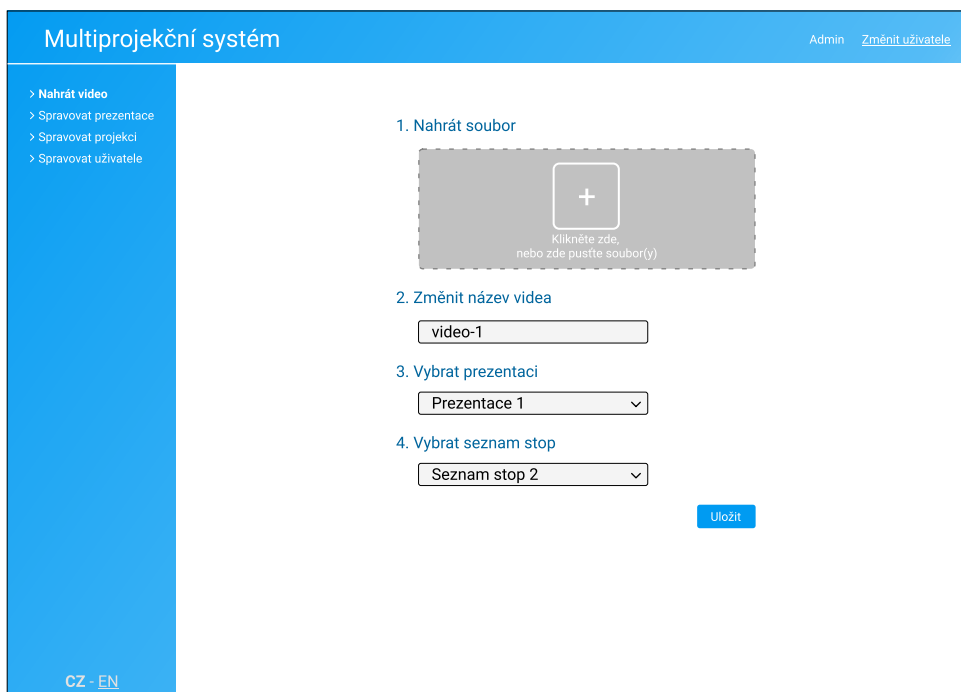 Multiprojekční systém
Admin Změnit uživatele
> Nahrát video
> Spravovat prezentace
> Spravovat projekci
> Spravovat uživatele
1. Nahrát soubor
+
Klikněte zde,
nebo zde pusťte soubor(y)
2. Změnit název videa
video-1
3. Vybrat prezentaci
Prezentace 1
4. Vybrat seznam stop
Seznam stop 2
Uložit
CZ - EN